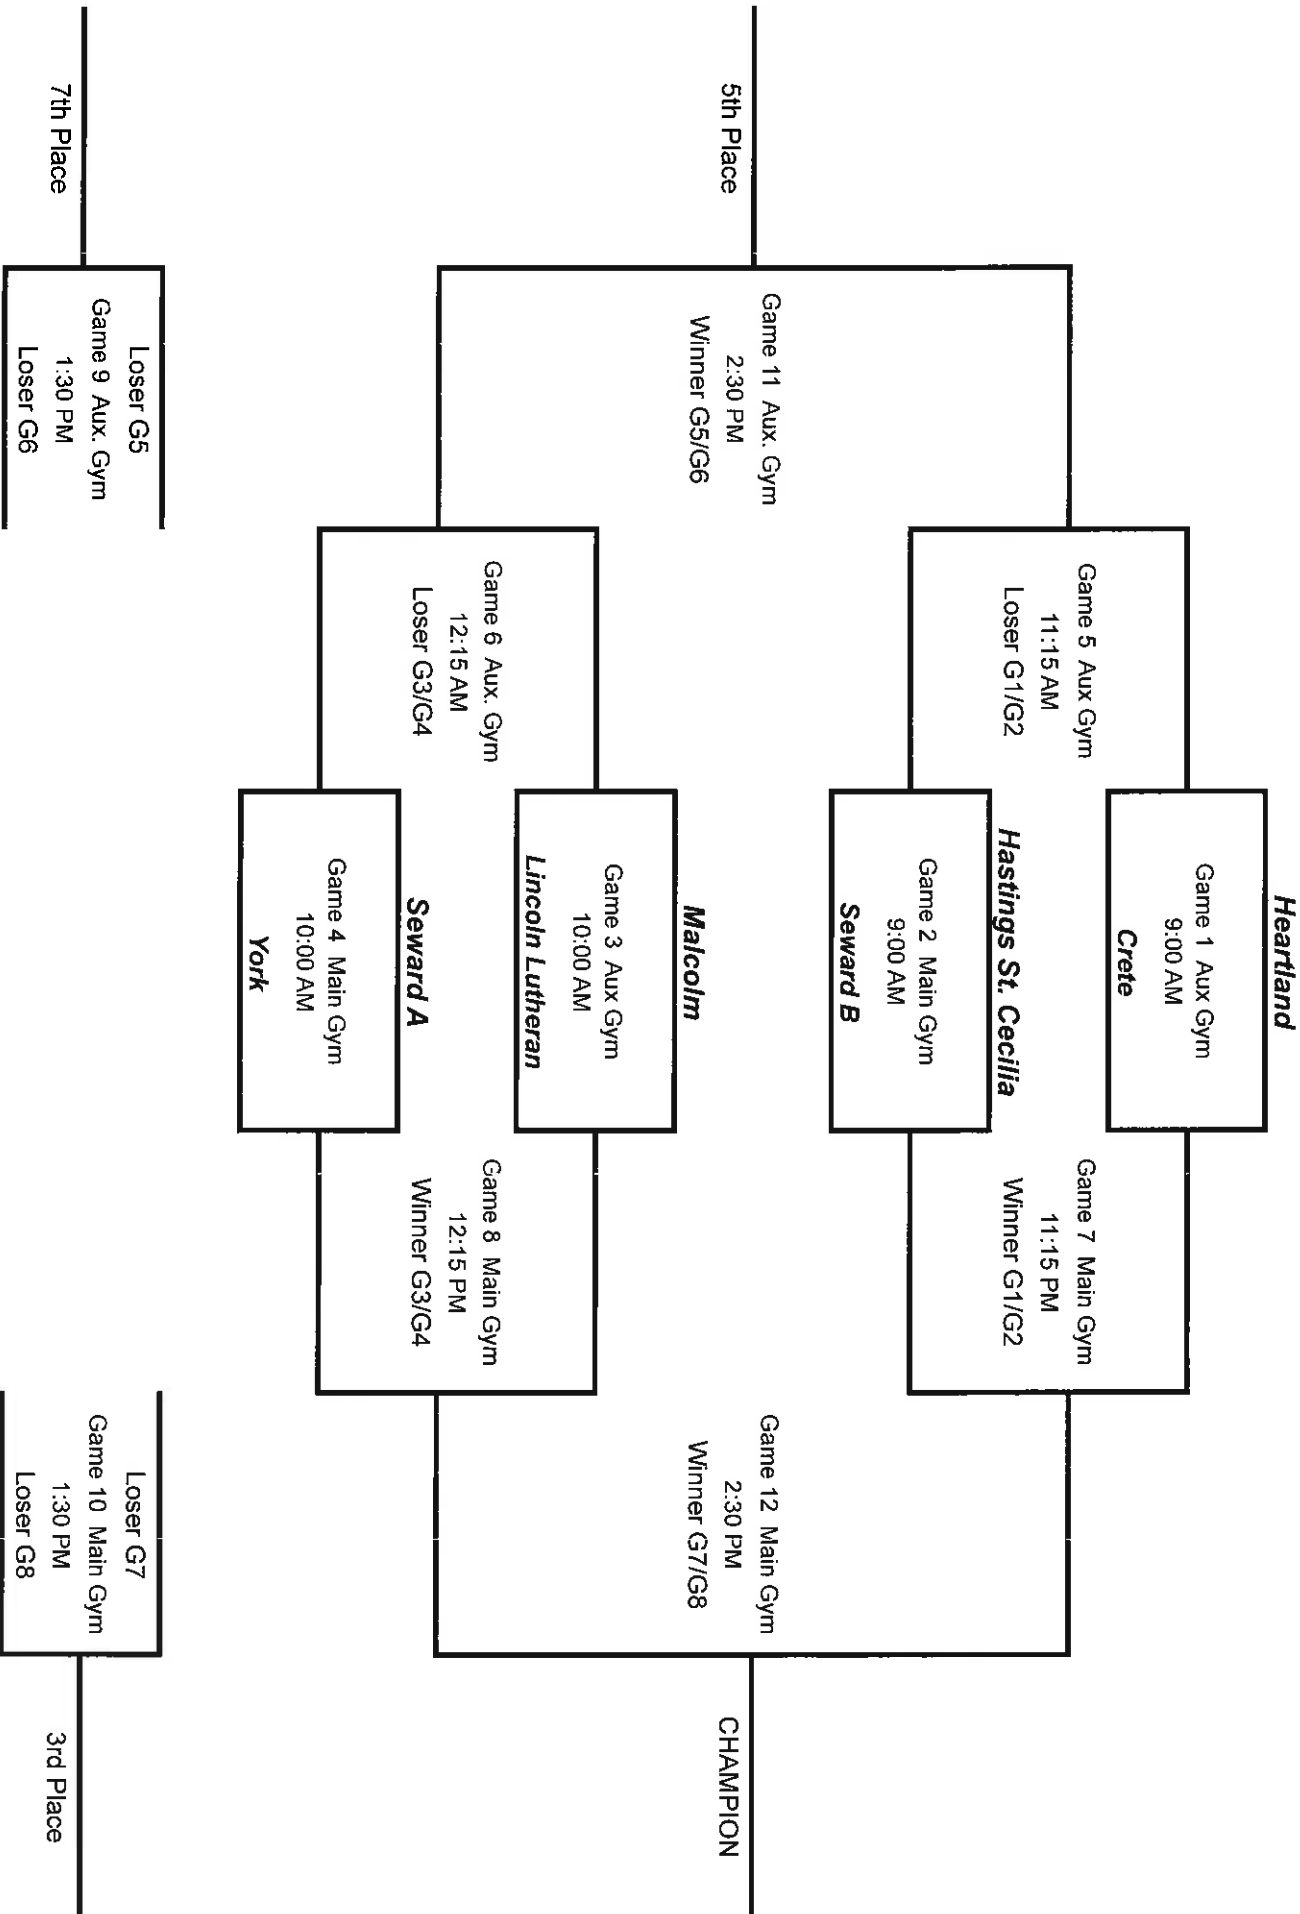 Heartland
Game 1  Aux Gym
9:00 AM
Crete
Game 5  Aux Gym
11:15 AM
Loser G1/G2
Game 7  Main Gym
11:15 PM
Winner G1/G2
Hastings St. Cecilia
Game 2  Main Gym
9:00 AM
Seward B
5th Place
Game 11  Aux. Gym
2:30 PM
Winner G5/G6
Game 12  Main Gym
2:30 PM
Winner G7/G8
CHAMPION
Malcolm
Game 3  Aux Gym
10:00 AM
Lincoln Lutheran
Game 6  Aux. Gym
12:15 AM
Loser G3/G4
Game 8  Main Gym
12:15 PM
Winner G3/G4
Seward A
Game 4  Main Gym
10:00 AM
York
7th Place
Loser G5
Game 9  Aux. Gym
1:30 PM
Loser G6
Loser G7
Game 10  Main Gym
1:30 PM
Loser G8
3rd Place